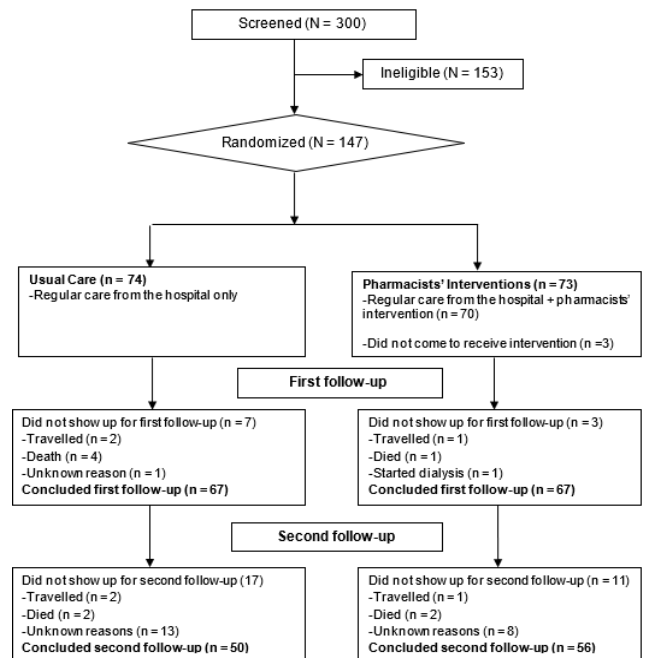 Screened (N = 300)
Ineligible (N = 153)
Randomized (N = 147)
Usual Care (n = 74)
-Regular care from the hospital only
Pharmacists' Interventions (n = 73)
-Regular care from the hospital + pharmacists'
intervention (n = 70)
-Did not come to receive intervention (n =3)
First follow-up
Did not show up for first follow-up (n = 7)
-Travelled (n = 2)
-Death (n = 4)
-Unknown reason (n = 1)
Concluded first follow-up (n = 67)
Did not show up for first follow-up (n = 3)
-Travelled (n = 1)
-Died (n = 1)
-Started dialysis (n = 1)
Concluded first follow-up (n = 67)
Second follow-up
Did not show up for second follow-up (17)
-Travelled (n = 2)
-Died (n = 2)
-Unknown reasons (n = 13)
Concluded second follow-up (n = 50)
Did not show up for second follow-up (n = 11)
-Travelled (n = 1)
-Died (n = 2)
-Unknown reasons (n = 8)
Concluded second follow-up (n = 56)